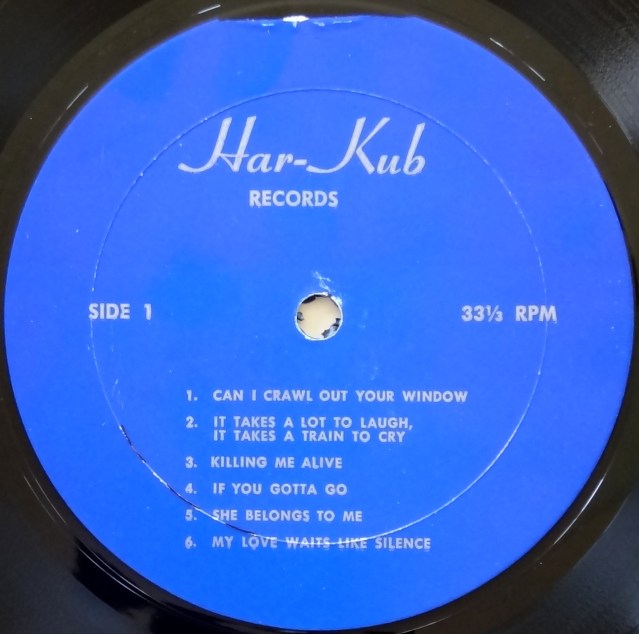 Har-Kub
RECORDS
SIDE 1
33⅓ RPM
1. CAN I CRAWL OUT YOUR WINDOW
2. IT TAKES A LOT TO LAUGH,
IT TAKES A TRAIN TO CRY
3. KILLING ME ALIVE
4. IF YOU GOTTA GO
5. SHE BELONGS TO ME
6. MY LOVE WAITS LIKE SILENCE